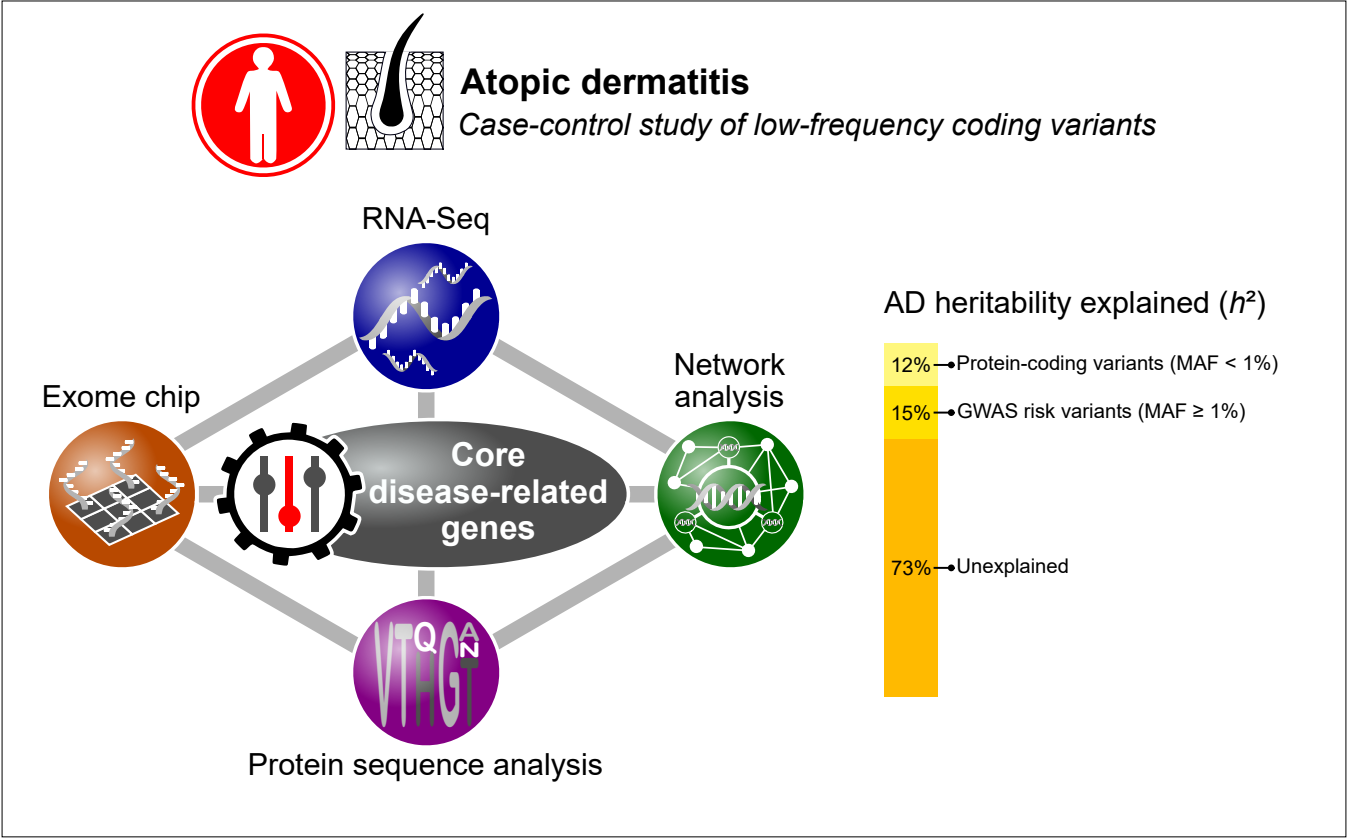 Atopic dermatitis
Case-control study of low-frequency coding variants
RNA-Seq
Exome chip
Network
analysis
Core
disease-related
genes
VTQHGANT
Protein sequence analysis
AD heritability explained (h²)
12% Protein-coding variants (MAF < 1%)
15% GWAS risk variants (MAF ≥ 1%)
73% Unexplained